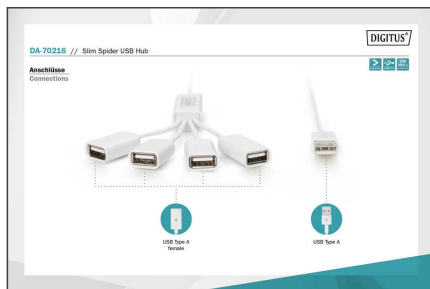 DIGITUS®
DA-70216 // Slim Spider USB Hub
Anschlüsse
Connections
USB Type A
female
USB Type A